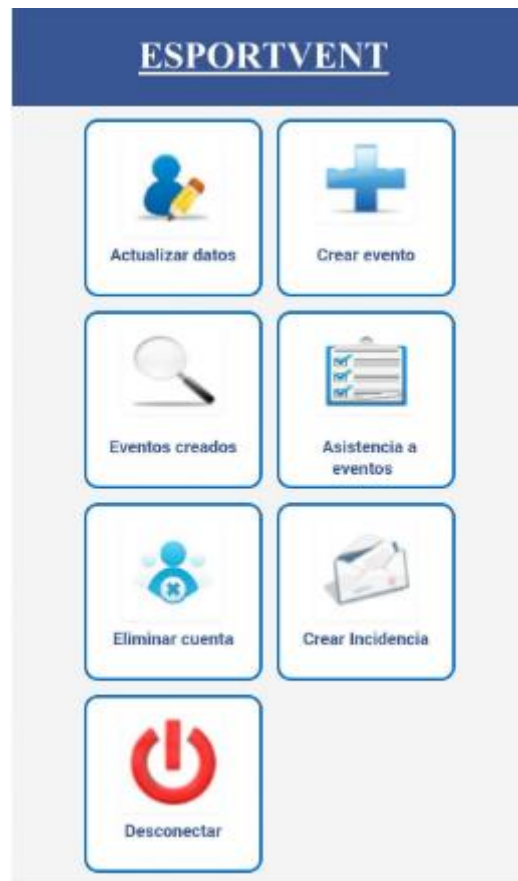 ESPORTVENT
Actualizar datos
Crear evento
Eventos creados
Asistencia a
eventos
Eliminar cuenta
Crear Incidencia
Desconectar